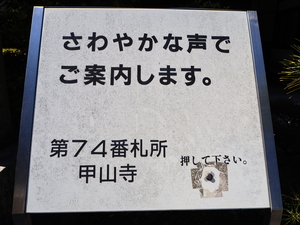 さわやかな声で
ご案内します。
第74番札所
甲山寺
押して下さい。